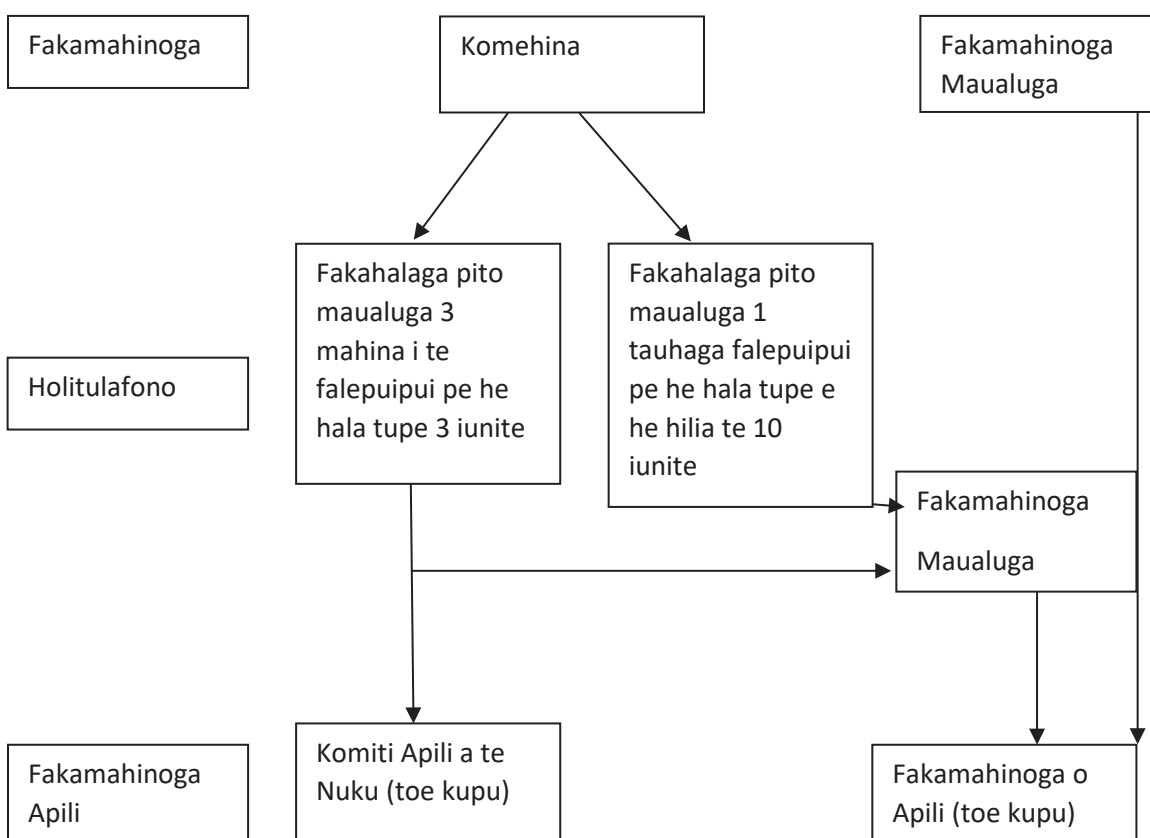 Fakamahinoga
Komehina
Fakamahinoga
Maualuga
Fakahalaga pito
maualuga 3
mahina i te
falepuipui pe he
hala tupe 3 iunite
Fakahalaga pito
maualuga 1
tauhaga falepuipui
pe he hala tupe e
he hilia te 10
iunite
Holitulafono
Fakamahinoga
Maualuga
Fakamahinoga
Apili
Komiti Apili a te
Nuku (toe kupu)
Fakamahinoga o
Apili (toe kupu)